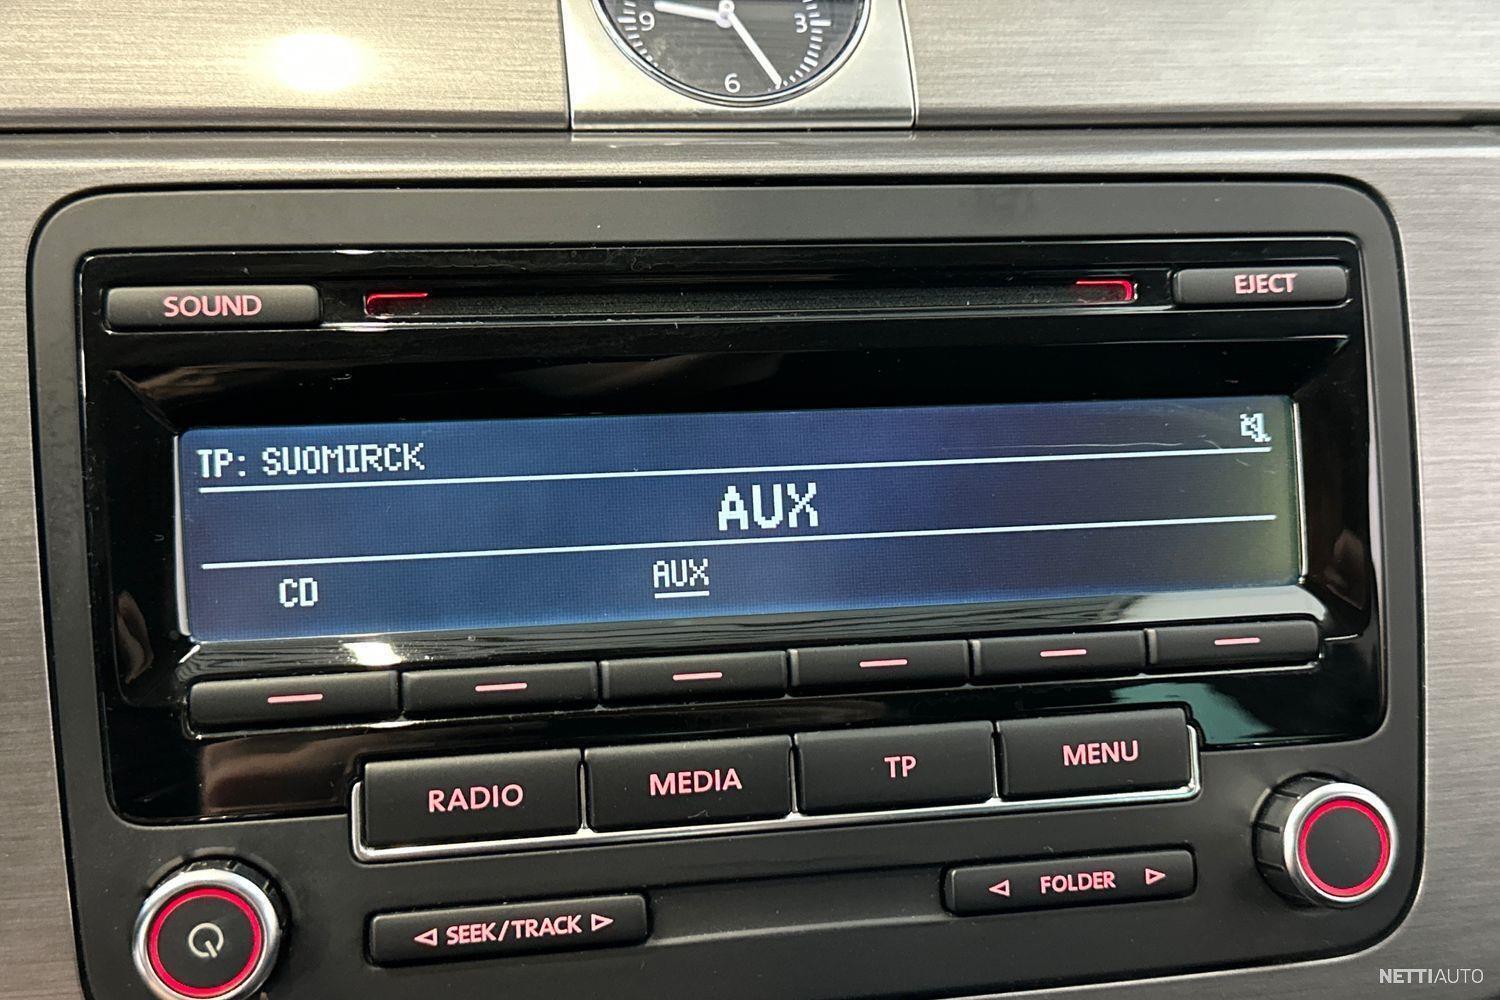 9 3
6
SOUND EJECT
TP: SUOMIRCK
AUX
CD AUX
RADIO MEDIA TP MENU
SEEK/TRACK FOLDER
NETTIAUTO